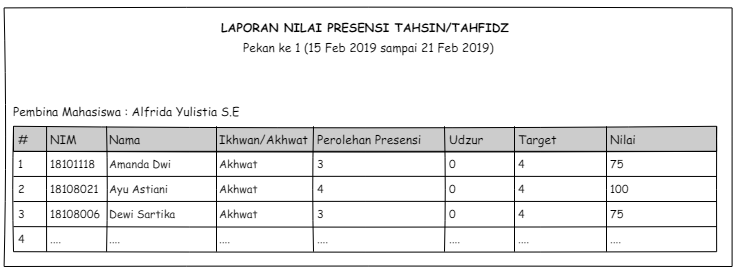 LAPORAN NILAI PRESENSI TAHSIN/TAHFIDZ
Pekan ke 1 (15 Feb 2019 sampai 21 Feb 2019)
Pembina Mahasiswa : Alfrida Yulistia S.E
# NIM Nama Ikhwan/Akhwat Perolehan Presensi Udzur Target Nilai
1 18101118 Amanda Dwi Akhwat 3 0 4 75
2 18108021 Ayu Astiani Akhwat 4 0 4 100
3 18108006 Dewi Sartika Akhwat 3 0 4 75
4 .... .... .... .... .... .... ....